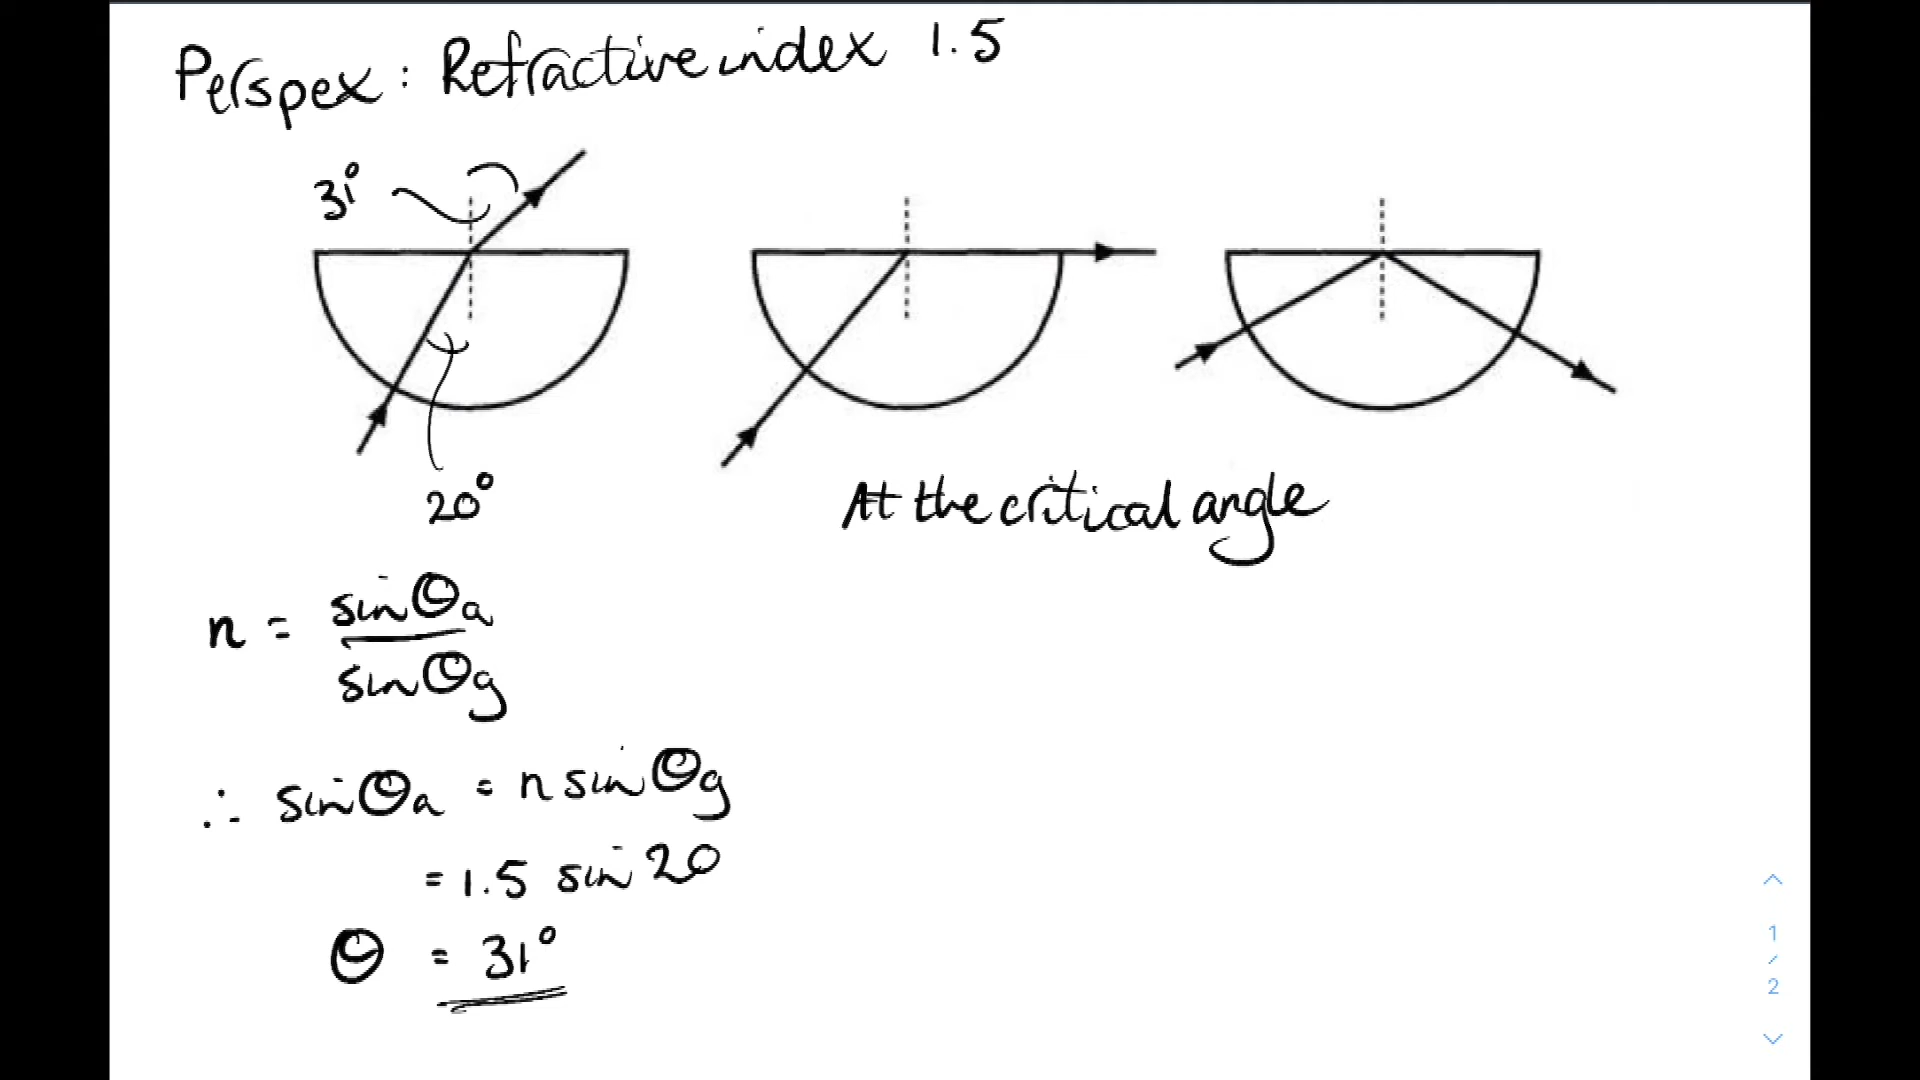 Perspex: Refractive index 1.5
31°
20°
At the critical angle
n = sinθa
sinθg
∴ sinθa = n sinθg
= 1.5 sin 20
θ = 31°
1
/
2